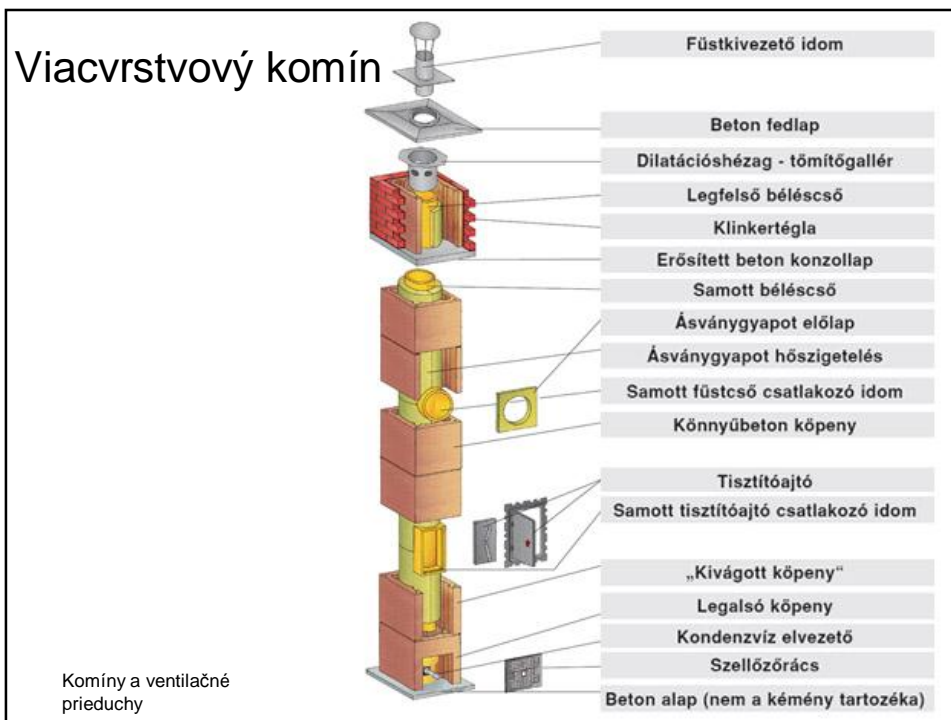 Viacvrstvový komín
Füstkivezető idom
Beton fedlap
Dilatációshézag - tömítőgallér
Legfelső béléscső
Klinkertégla
Erősített beton konzollap
Samott béléscső
Ásványgyapot előlap
Ásványgyapot hőszigetelés
Samott füstcső csatlakozó idom
Könnyűbeton köpeny
Tisztítóajtó
Samott tisztítóajtó csatlakozó idom
„Kivágott köpeny“
Legalsó köpeny
Kondenzvíz elvezető
Szellőzőrács
Beton alap (nem a kémény tartozéka)
Komíny a ventilačné
prieduchy